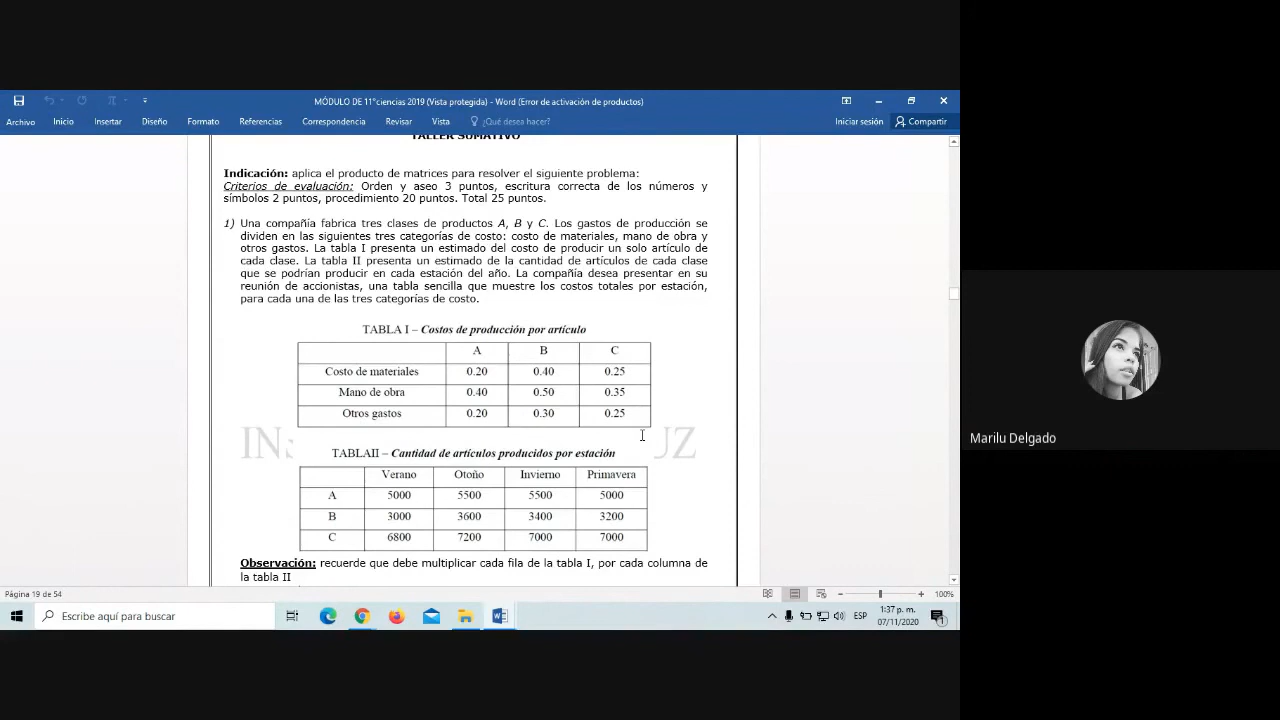 MÓDULO DE 11°ciencias 2019 (Vista protegida) - Word (Error de activación de productos)
Archivo Inicio Insertar Diseño Formato Referencias Correspondencia Revisar Vista ¿Qué desea hacer? Iniciar sesión Compartir
TALLER SUMATIVO
Indicación: aplica el producto de matrices para resolver el siguiente problema:
Criterios de evaluación: Orden y aseo 3 puntos, escritura correcta de los números y
símbolos 2 puntos, procedimiento 20 puntos. Total 25 puntos.
1) Una compañía fabrica tres clases de productos A, B y C. Los gastos de producción se
dividen en las siguientes tres categorías de costo: costo de materiales, mano de obra y
otros gastos. La tabla I presenta un estimado del costo de producir un solo artículo de
cada clase. La tabla II presenta un estimado de la cantidad de artículos de cada clase
que se podrían producir en cada estación del año. La compañía desea presentar en su
reunión de accionistas, una tabla sencilla que muestre los costos totales por estación,
para cada una de las tres categorías de costo.
TABLA I – Costos de producción por artículo
A B C
Costo de materiales 0.20 0.40 0.25
Mano de obra 0.40 0.50 0.35
Otros gastos 0.20 0.30 0.25
TABLAII – Cantidad de artículos producidos por estación
Verano Otoño Invierno Primavera
A 5000 5500 5500 5000
B 3000 3600 3400 3200
C 6800 7200 7000 7000
Observación: recuerde que debe multiplicar cada fila de la tabla I, por cada columna de
la tabla II
Marilu Delgado
Página 19 de 54 100%
Escribe aquí para buscar ESP 1:37 p. m.
07/11/2020